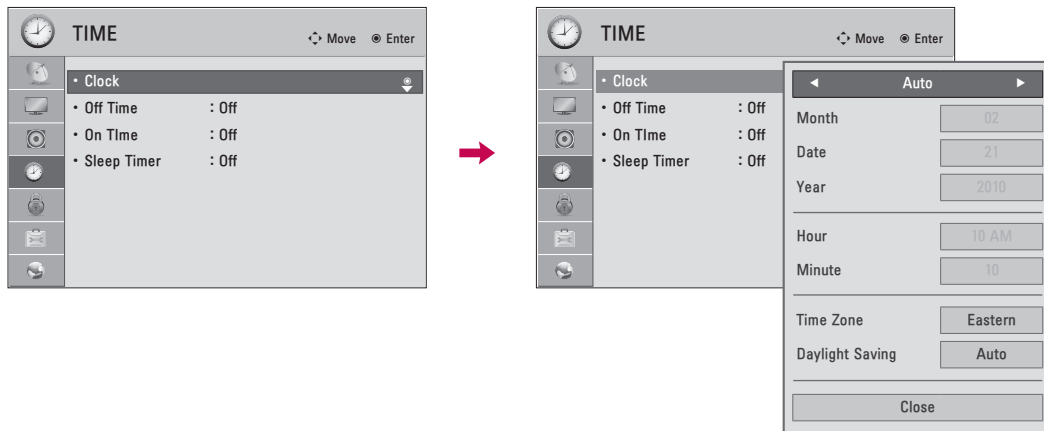 TIME Move Enter
• Clock
• Off Time : Off
• On TIme : Off
• Sleep Timer : Off
TIME Move Enter
• Clock
• Off Time : Off
• On TIme : Off
• Sleep Timer : Off
◄ Auto ►
Month 02
Date 21
Year 2010
Hour 10 AM
Minute 10
Time Zone Eastern
Daylight Saving Auto
Close